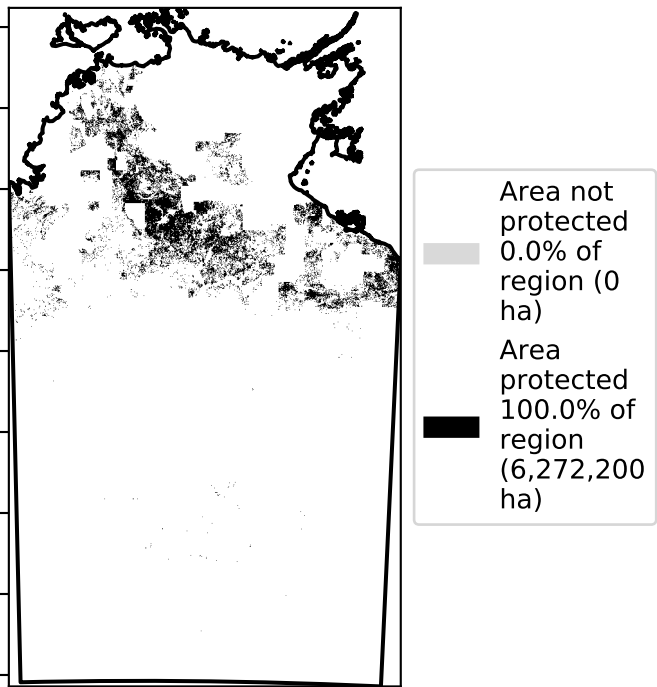 Area not
protected
0.0% of
region (0
ha)
Area
protected
100.0% of
region
(6,272,200
ha)